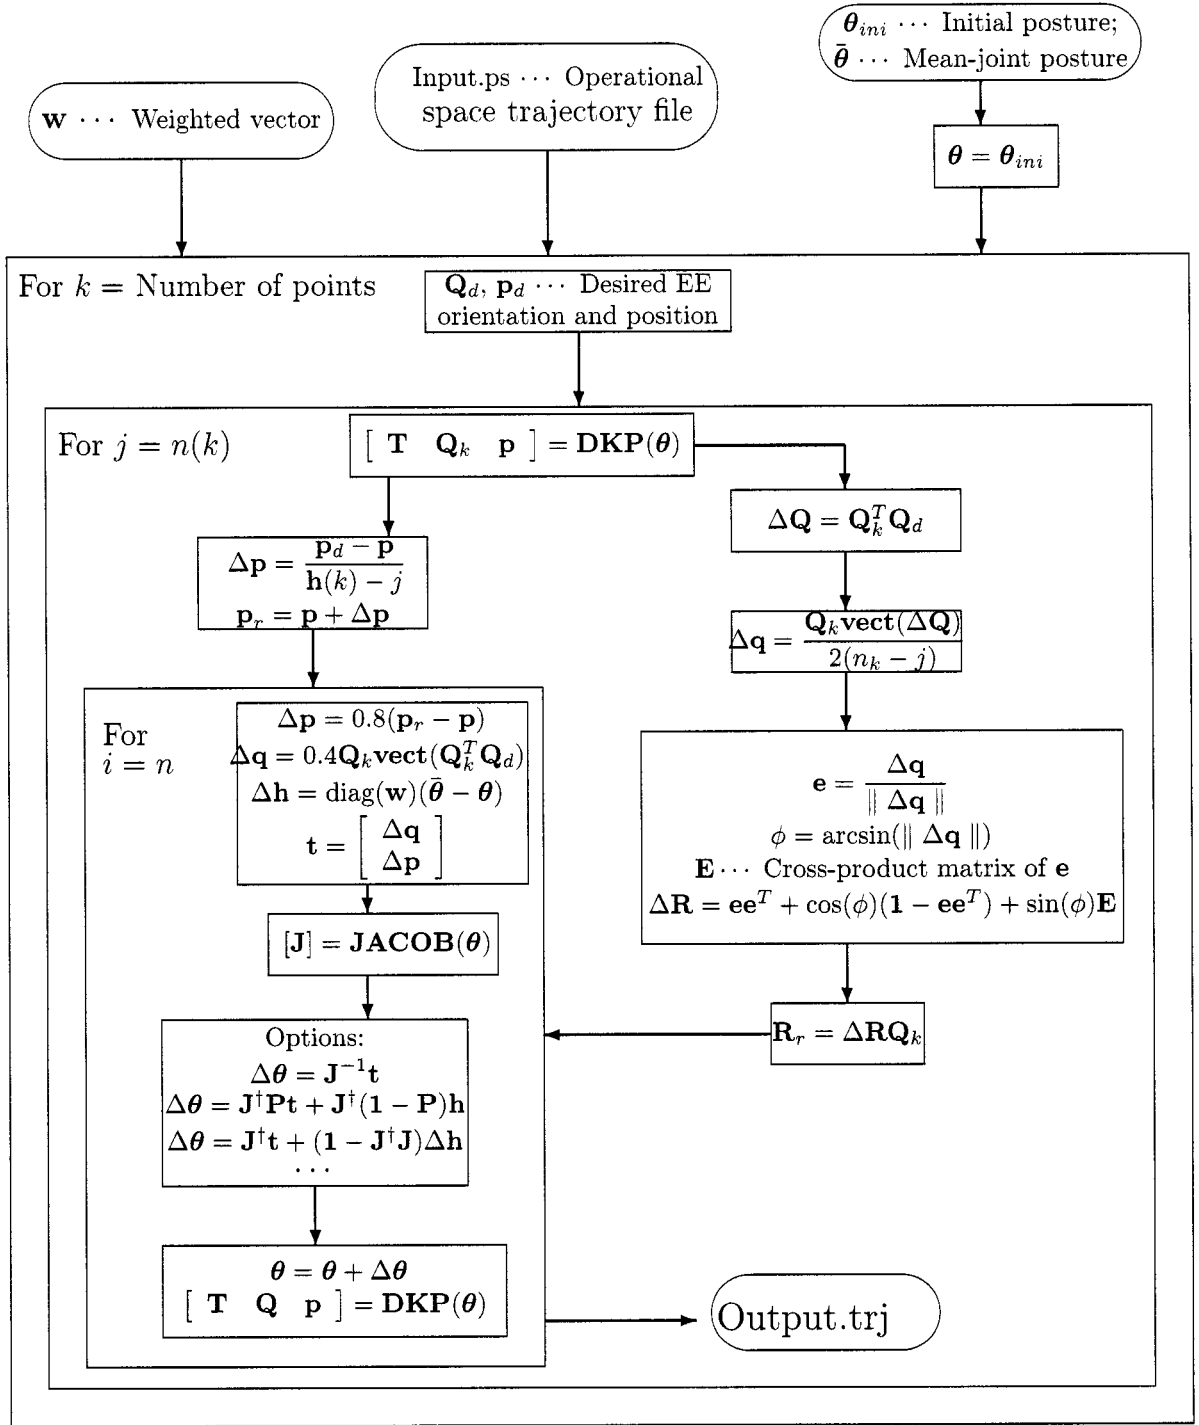 θ_ini ··· Initial posture;
θ̄ ··· Mean-joint posture
Input.ps ··· Operational
space trajectory file
w ··· Weighted vector
θ = θ_ini
For k = Number of points
Q_d, p_d ··· Desired EE
orientation and position
For j = n(k)
[ T Q_k p ] = DKP(θ)
ΔQ = Q_k^T Q_d
Δp = (p_d − p) / (h(k) − j)
p_r = p + Δp
Δq = Q_k vect(ΔQ) / 2(n_k − j)
For
i = n
Δp = 0.8(p_r − p)
Δq = 0.4Q_k vect(Q_k^T Q_d)
Δh = diag(w)(θ̄ − θ)
t = [ Δq Δp ]
e = Δq / ‖ Δq ‖
φ = arcsin(‖ Δq ‖)
E ··· Cross-product matrix of e
ΔR = ee^T + cos(φ)(1 − ee^T) + sin(φ)E
[J] = JACOB(θ)
R_r = ΔRQ_k
Options:
Δθ = J^−1 t
Δθ = J^† Pt + J^† (1 − P)h
Δθ = J^† t + (1 − J^† J)Δh
···
θ = θ + Δθ
[ T Q p ] = DKP(θ)
Output.trj